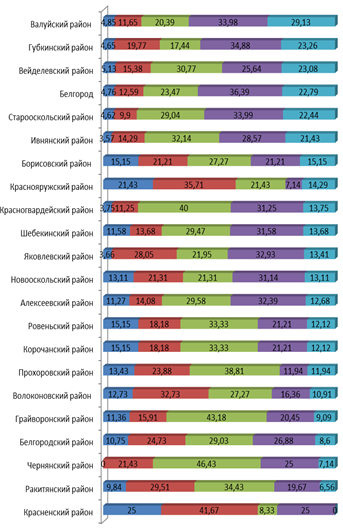 Валуйский район 4,85 11,65 20,39 33,98 29,13
Губкинский район 4,65 19,77 17,44 34,88 23,26
Вейделевский район 5,13 15,38 30,77 25,64 23,08
Белгород 4,76 12,59 23,47 36,39 22,79
Старооскольский район 4,62 9,9 29,04 33,99 22,44
Ивнянский район 3,57 14,29 32,14 28,57 21,43
Борисовский район 15,15 21,21 27,27 21,21 15,15
Краснояружский район 21,43 35,71 21,43 7,14 14,29
Красногвардейский район 3,75 11,25 40 31,25 13,75
Шебекинский район 11,58 13,68 29,47 31,58 13,68
Яковлевский район 3,66 28,05 21,95 32,93 13,41
Новооскольский район 13,11 21,31 21,31 31,14 13,11
Алексеевский район 11,27 14,08 29,58 32,39 12,68
Ровеньский район 15,15 18,18 33,33 21,21 12,12
Корочанский район 15,15 18,18 33,33 21,21 12,12
Прохоровский район 13,43 23,88 38,81 11,94 11,94
Волоконовский район 12,73 32,73 27,27 16,36 10,91
Грайворонский район 11,36 15,91 43,18 20,45 9,09
Белгородский район 10,75 24,73 29,03 26,88 8,6
Чернянский район 0 21,43 46,43 25 7,14
Ракитянский район 9,84 29,51 34,43 19,67 6,56
Красненский район 25 41,67 8,33 25 0